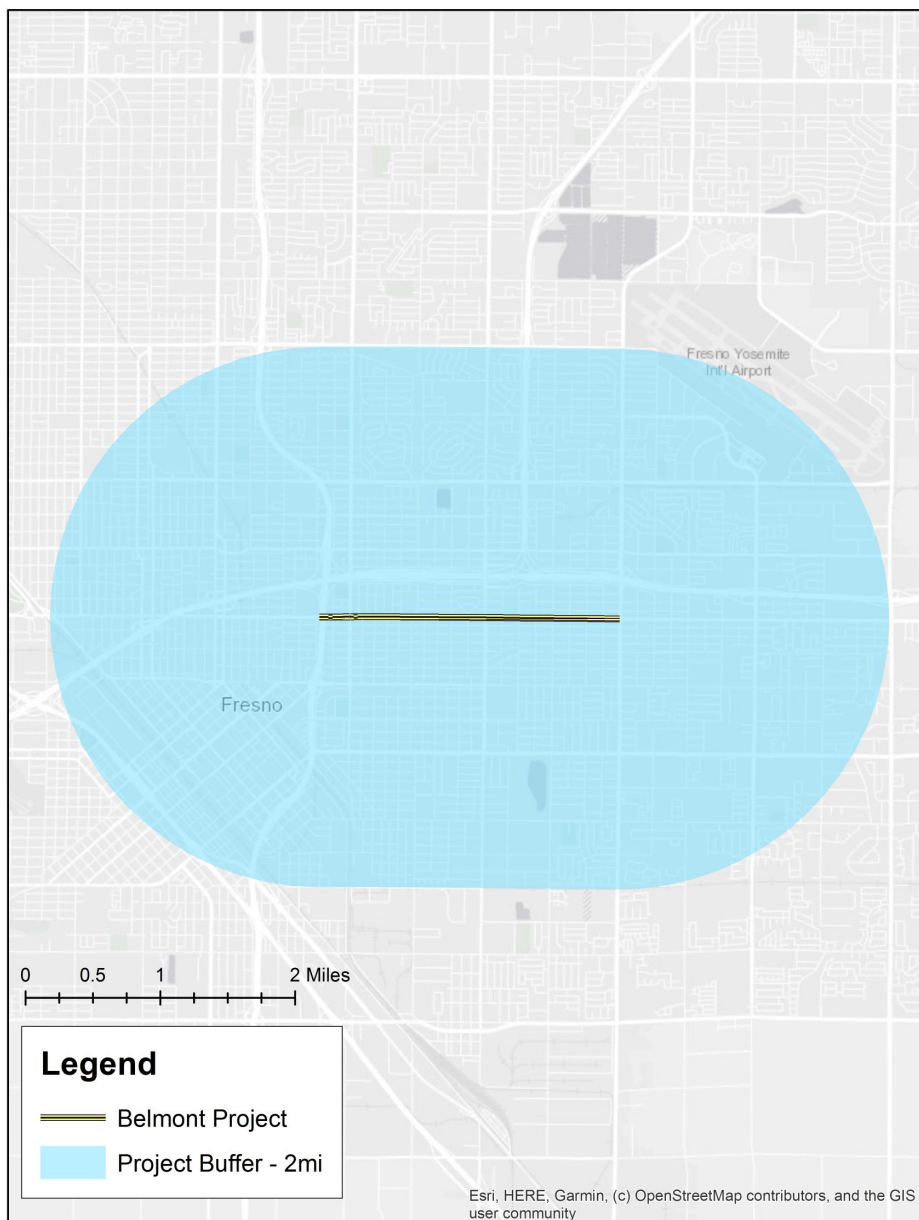 Fresno Yosemite
Int'l Airport
Fresno
0 0.5 1 2 Miles
Legend
Belmont Project
Project Buffer - 2mi
Esri, HERE, Garmin, (c) OpenStreetMap contributors, and the GIS
user community